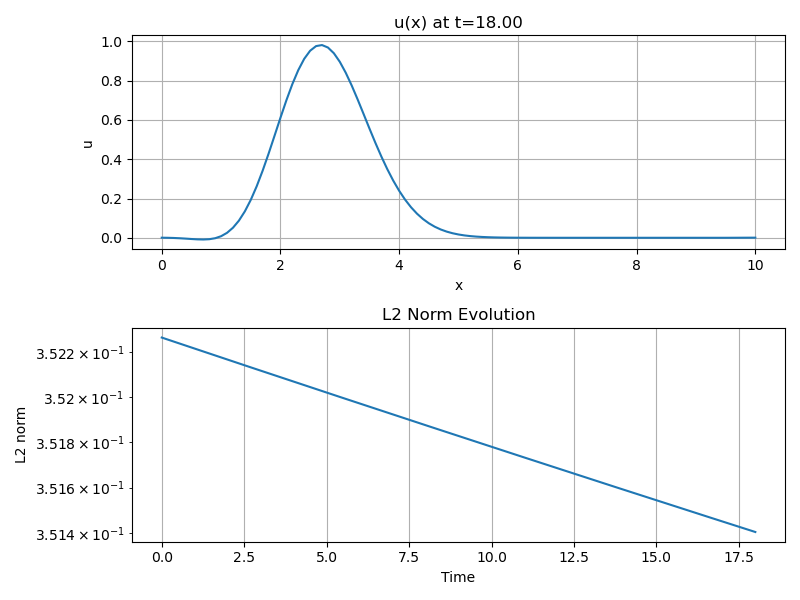 u(x) at t=18.00
1.0
0.8
0.6
0.4
0.2
0.0
u
0 2 4 6 8 10
x
L2 Norm Evolution
3.522 × 10⁻¹
3.52 × 10⁻¹
3.518 × 10⁻¹
3.516 × 10⁻¹
3.514 × 10⁻¹
L2 norm
0.0 2.5 5.0 7.5 10.0 12.5 15.0 17.5
Time